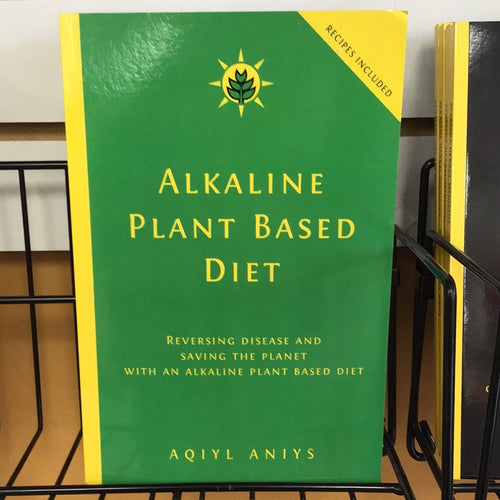 RECIPES INCLUDED
ALKALINE
PLANT BASED
DIET
REVERSING DISEASE AND
SAVING THE PLANET
WITH AN ALKALINE PLANT BASED DIET
AQIYL ANIYS